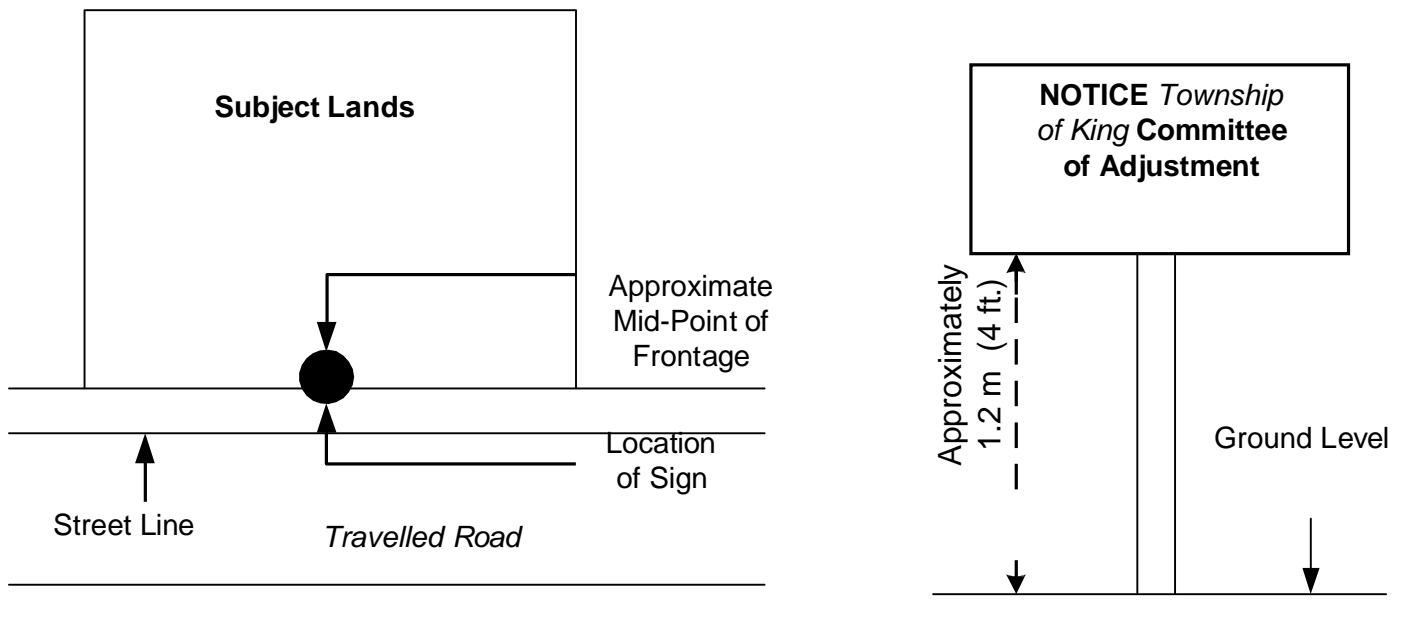 Subject Lands
Approximate
Mid-Point of
Frontage
Location
of Sign
Street Line
Travelled Road
NOTICE Township
of King Committee
of Adjustment
Approximately
1.2 m (4 ft.)
Ground Level